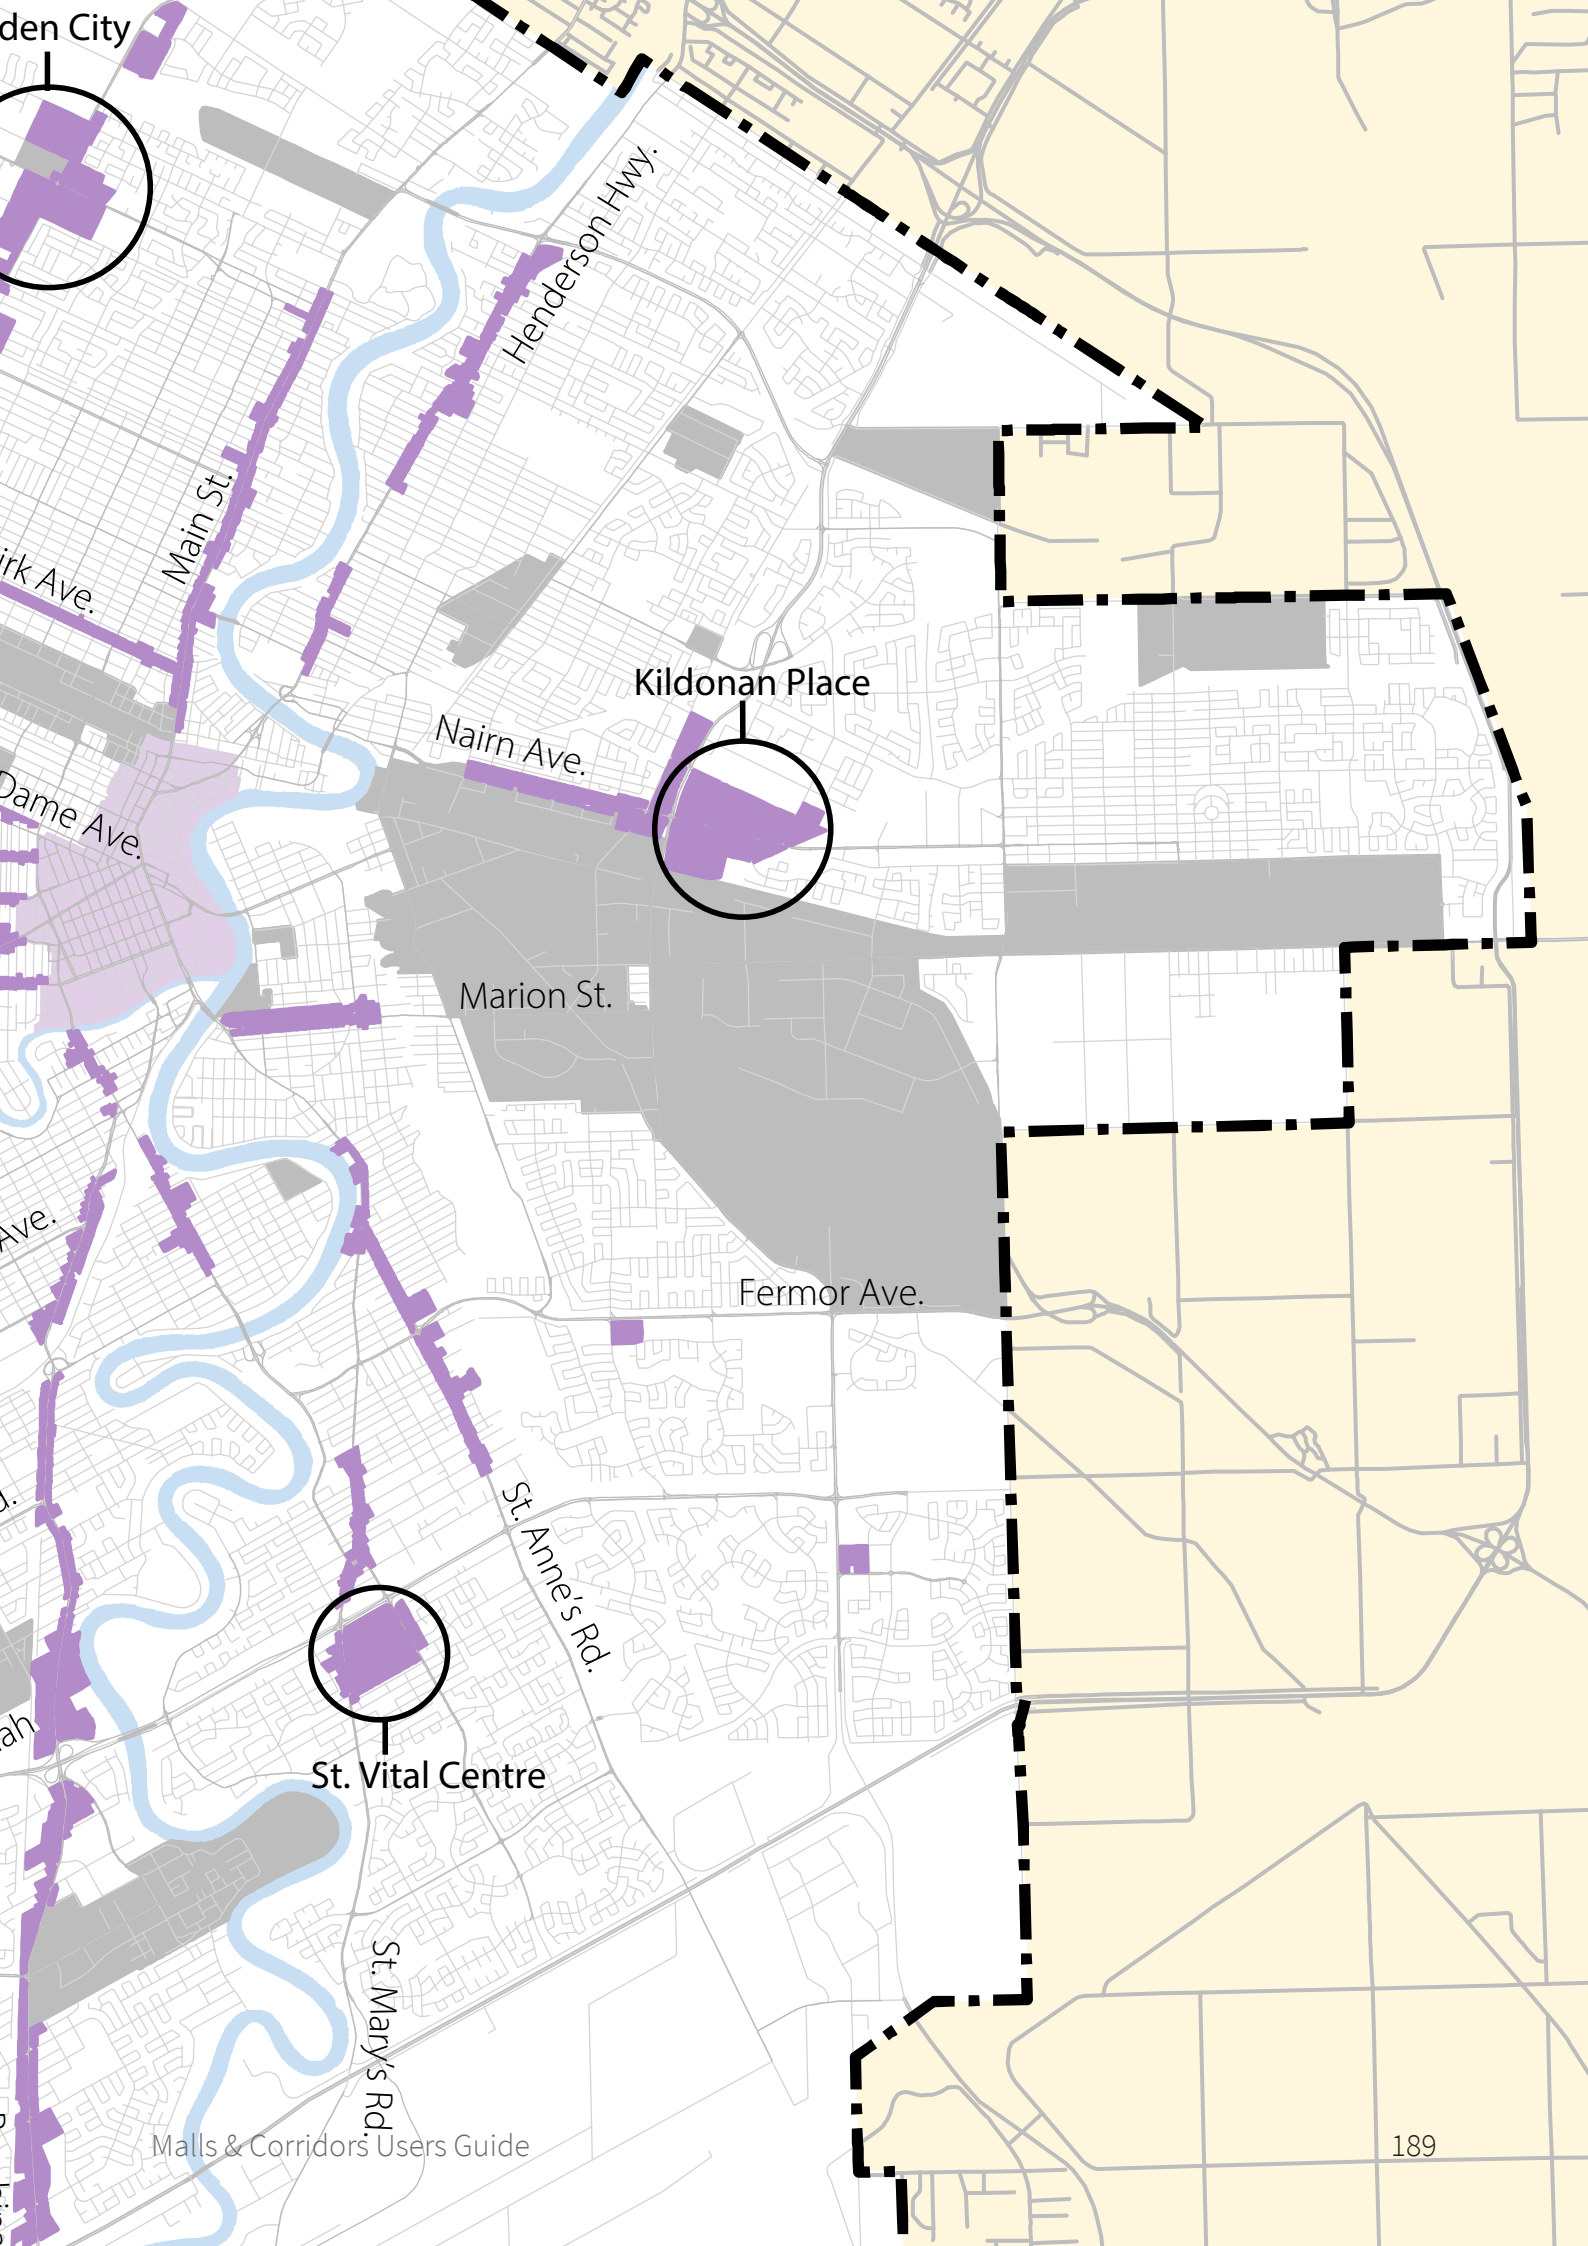 den City
Henderson Hwy.
Main St.
irk Ave.
Kildonan Place
Nairn Ave.
Dame Ave.
Marion St.
Ave.
Fermor Ave.
d.
St. Anne's Rd.
ah
St. Vital Centre
St. Mary's Rd.
Malls & Corridors Users Guide
189